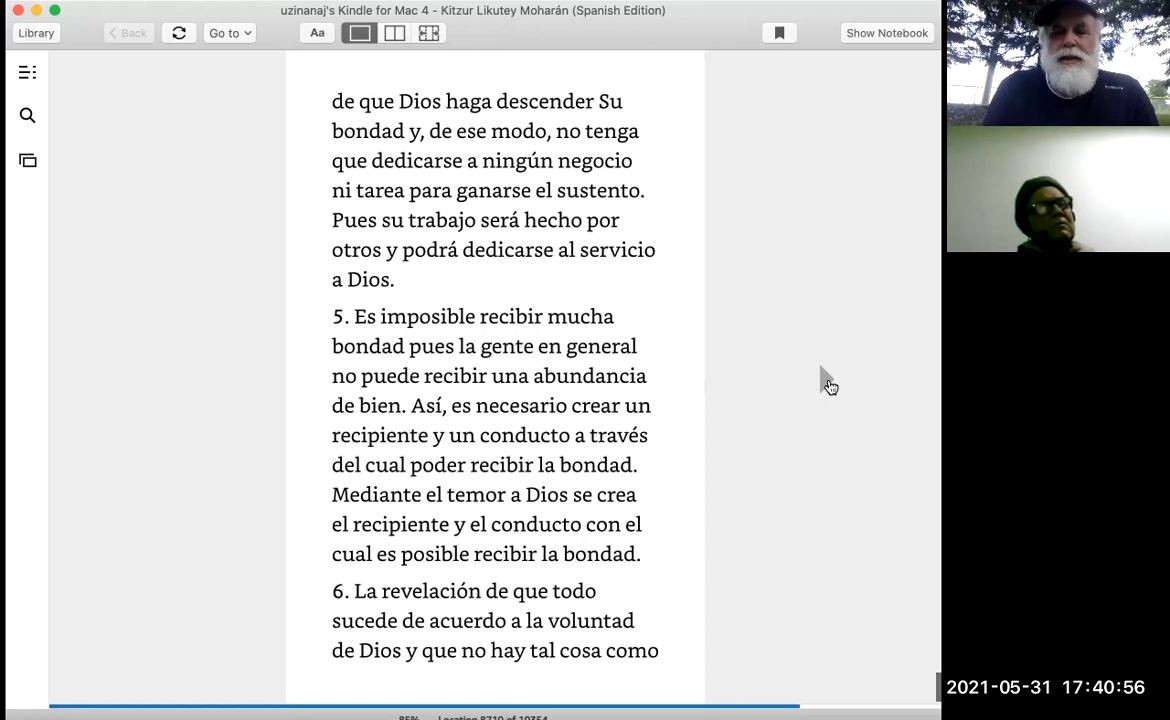 uzinanaj's Kindle for Mac 4 - Kitzur Likutey Moharán (Spanish Edition)
Library
Back
Go to
Aa
Show Notebook
de que Dios haga descender Su
bondad y, de ese modo, no tenga
que dedicarse a ningún negocio
ni tarea para ganarse el sustento.
Pues su trabajo será hecho por
otros y podrá dedicarse al servicio
a Dios.
5. Es imposible recibir mucha
bondad pues la gente en general
no puede recibir una abundancia
de bien. Así, es necesario crear un
recipiente y un conducto a través
del cual poder recibir la bondad.
Mediante el temor a Dios se crea
el recipiente y el conducto con el
cual es posible recibir la bondad.
6. La revelación de que todo
sucede de acuerdo a la voluntad
de Dios y que no hay tal cosa como
85% Location 8710 of 10354
2021-05-31 17:40:56